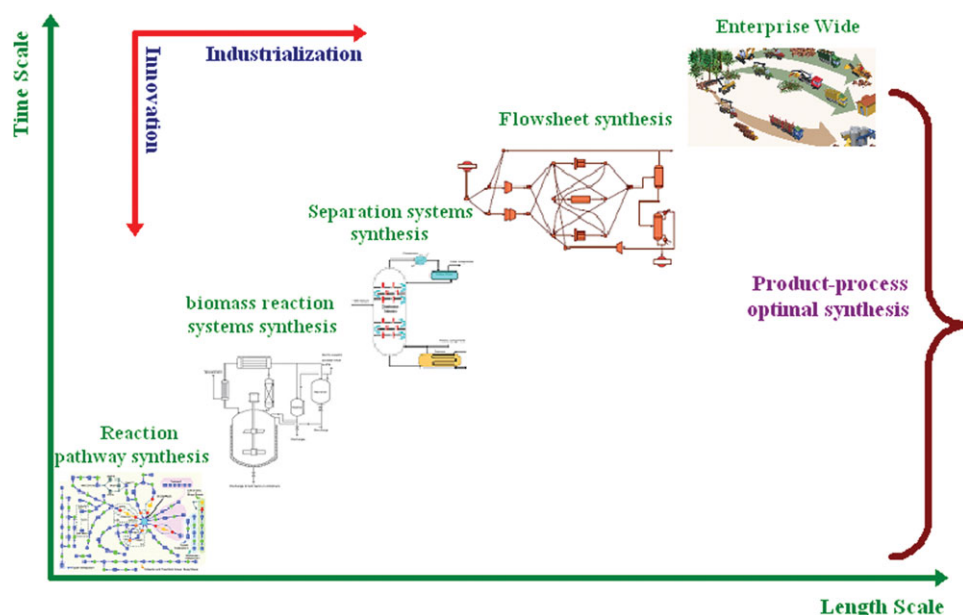 Time Scale
Innovation
Industrialization
Enterprise Wide
Flowsheet synthesis
Separation systems
synthesis
biomass reaction
systems synthesis
Reaction
pathway synthesis
Product-process
optimal synthesis
Length Scale